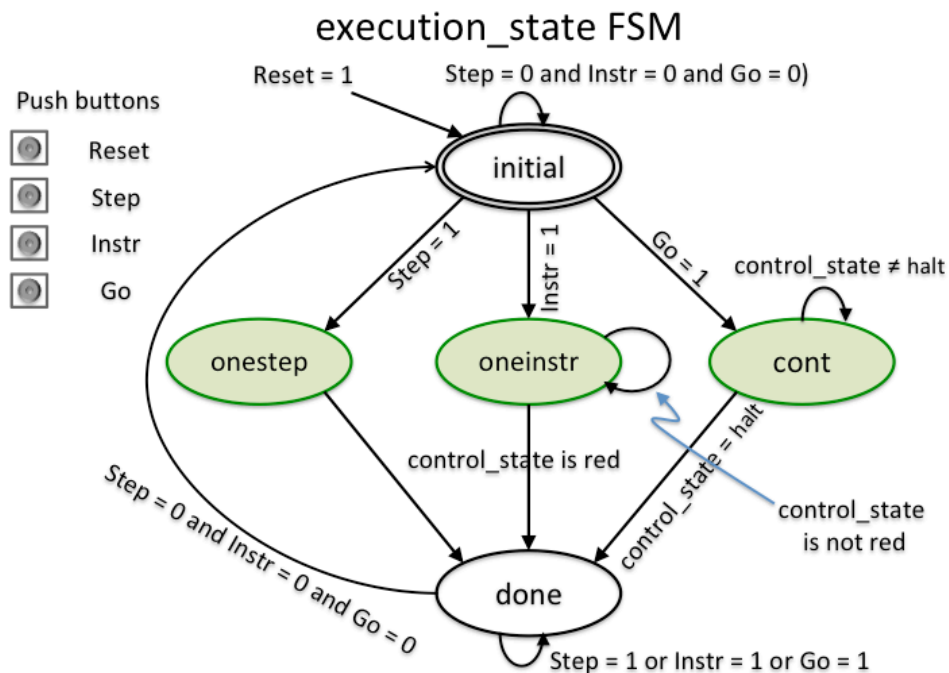 execution_state FSM
Reset = 1
Step = 0 and Instr = 0 and Go = 0)
Push buttons
Reset
Step
Instr
Go
initial
Step = 1
Instr = 1
Go = 1
control_state ≠ halt
onestep
oneinstr
cont
control_state is red
control_state = halt
control_state
is not red
Step = 0 and Instr = 0 and Go = 0
done
Step = 1 or Instr = 1 or Go = 1